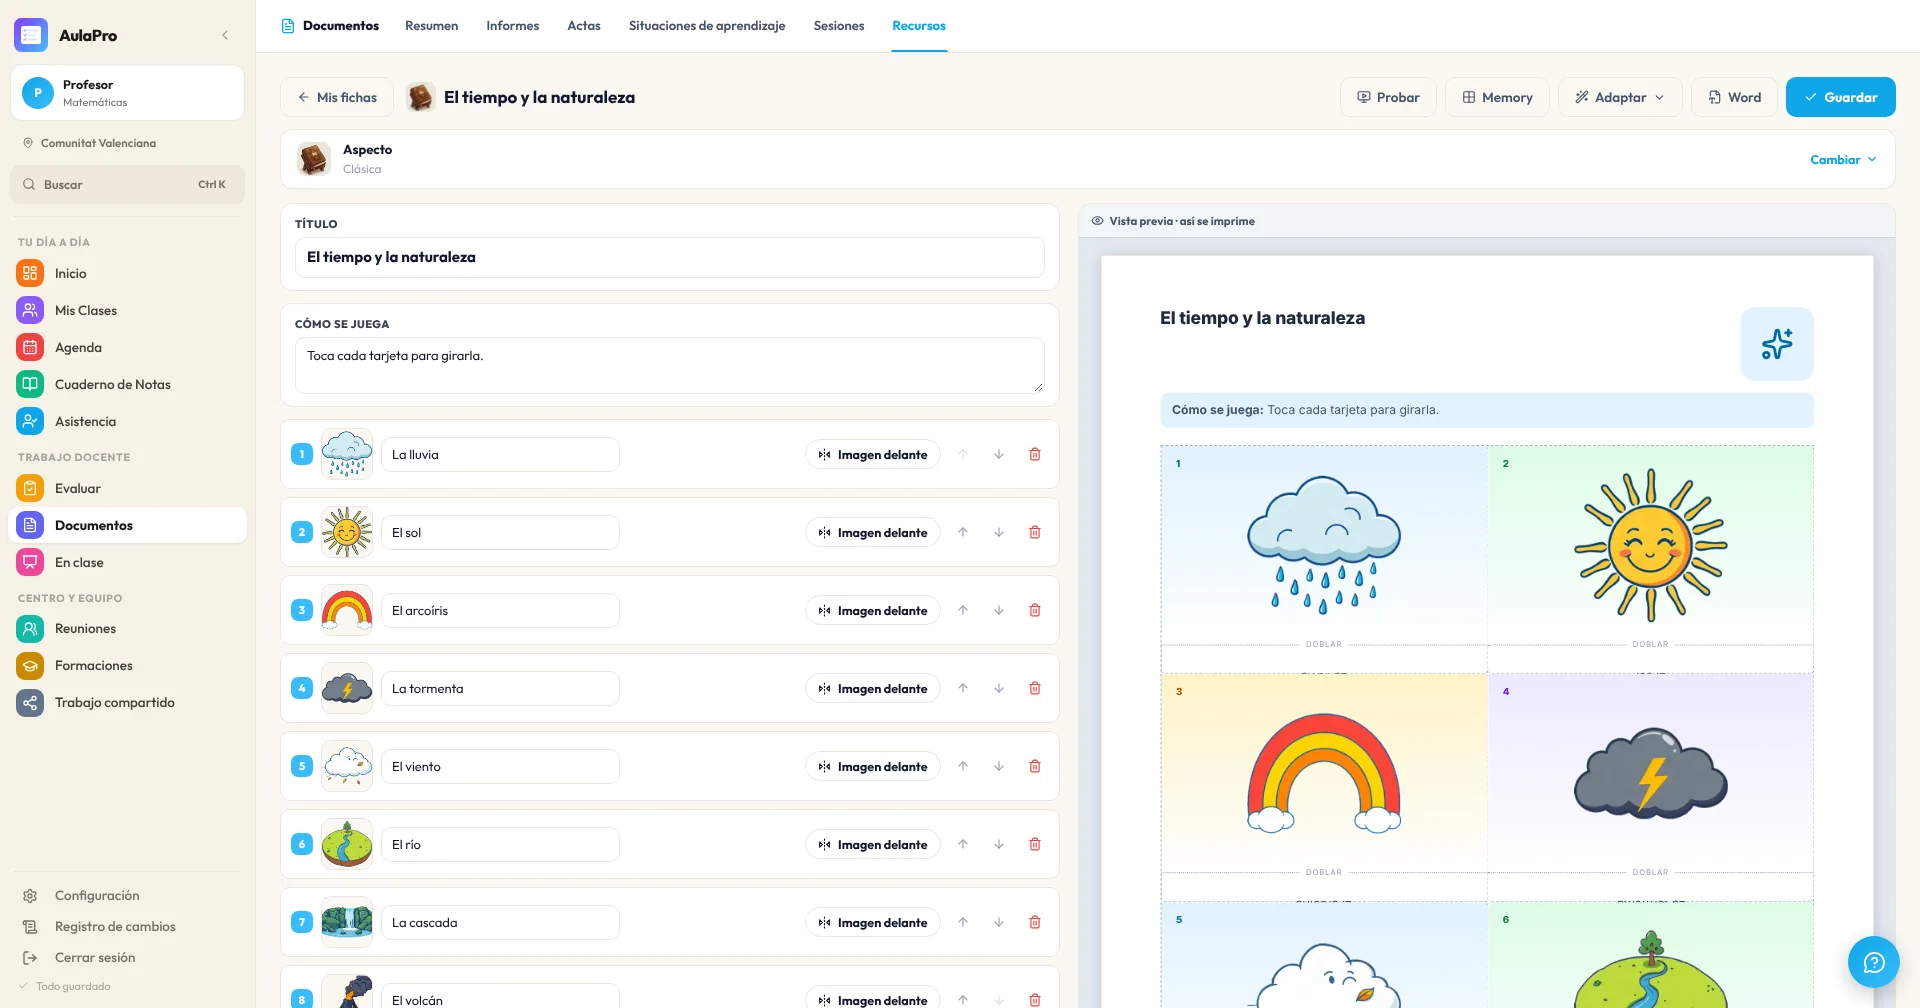 AulaPro
Profesor
Matemáticas
P
Comunitat Valenciana
Buscar
Ctrl K
TU DÍA A DÍA
Inicio
Mis Clases
Agenda
Cuaderno de Notas
Asistencia
TRABAJO DOCENTE
Evaluar
Documentos
En clase
CENTRO Y EQUIPO
Reuniones
Formaciones
Trabajo compartido
Configuración
Registro de cambios
Cerrar sesión
Todo guardado
Documentos
Resumen
Informes
Actas
Situaciones de aprendizaje
Sesiones
Recursos
Mis fichas
El tiempo y la naturaleza
Probar
Memory
Adaptar
Word
Guardar
Aspecto
Clásica
Cambiar
TÍTULO
El tiempo y la naturaleza
CÓMO SE JUEGA
Toca cada tarjeta para girarla.
1 La lluvia Imagen delante
2 El sol Imagen delante
3 El arcoíris Imagen delante
4 La tormenta Imagen delante
5 El viento Imagen delante
6 El río Imagen delante
7 La cascada Imagen delante
8 El volcán Imagen delante
Vista previa · así se imprime
El tiempo y la naturaleza
Cómo se juega: Toca cada tarjeta para girarla.
1 2
DOBLAR DOBLAR
3 4
DOBLAR DOBLAR
5 6